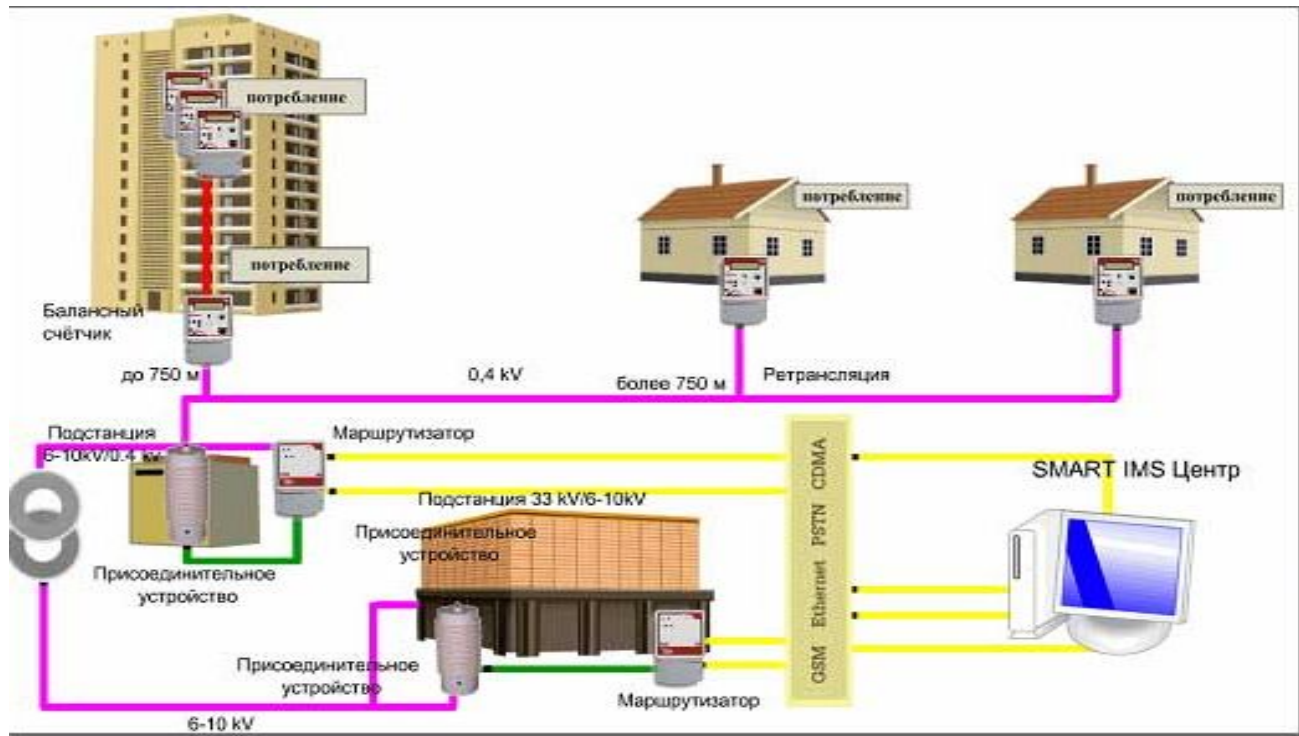 потребление
потребление
потребление
потребление
Балансный
счётчик
до 750 м
0,4 kV
более 750 м
Ретрансляция
Подстанция
6-10kV/0.4 kv
Маршрутизатор
Подстанция 33 kV/6-10kV
SMART IMS Центр
Присоединительное
устройство
Присоединительное
устройство
GSM Ethernet PSTN CDMA
Присоединительное
устройство
Маршрутизатор
6-10 kV